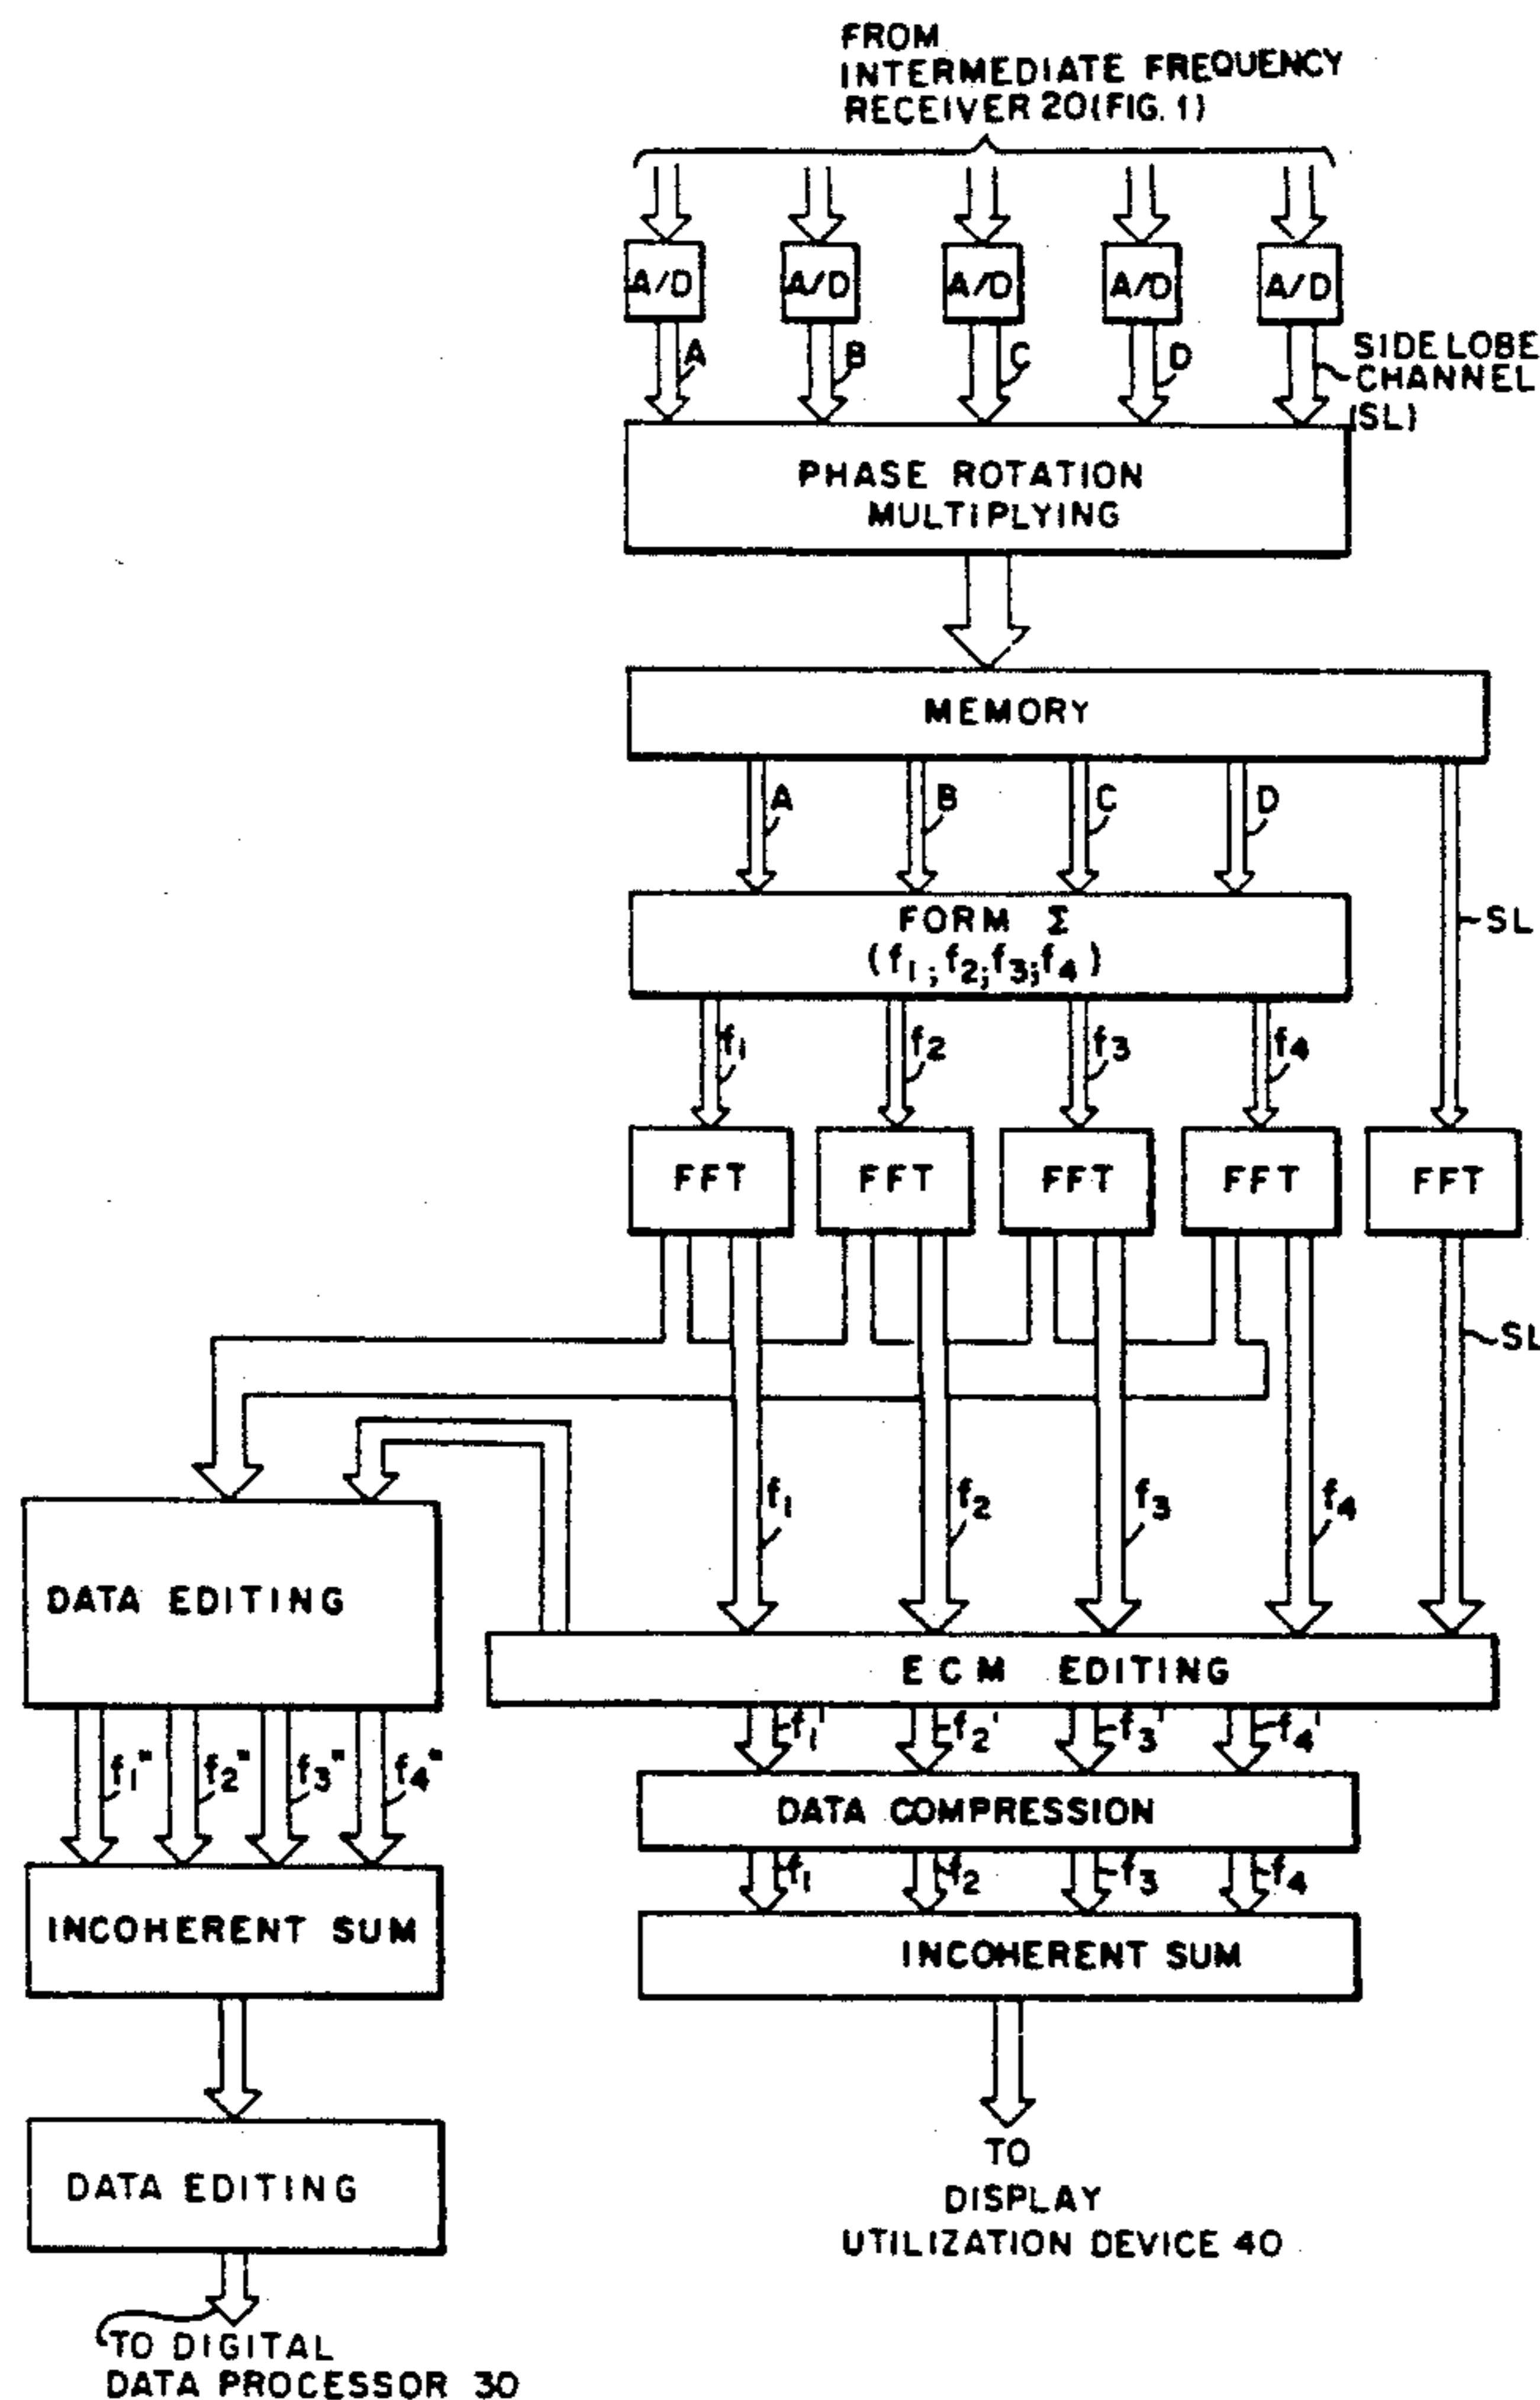 FROM
INTERMEDIATE FREQUENCY
RECEIVER 20 (FIG. 1)
A/D A/D A/D A/D A/D
A B C D SIDE LOBE
CHANNEL
(SL)
PHASE ROTATION
MULTIPLYING
MEMORY
A B C D
SL
FORM Σ
(f1; f2; f3; f4)
f1 f2 f3 f4
FFT FFT FFT FFT FFT
SL
f1 f2 f3 f4
DATA EDITING
ECM EDITING
f1' f2' f3' f4'
f1" f2" f3" f4"
DATA COMPRESSION
f1 f2 f3 f4
INCOHERENT SUM
INCOHERENT SUM
TO
DISPLAY
UTILIZATION DEVICE 40
DATA EDITING
TO DIGITAL
DATA PROCESSOR 30